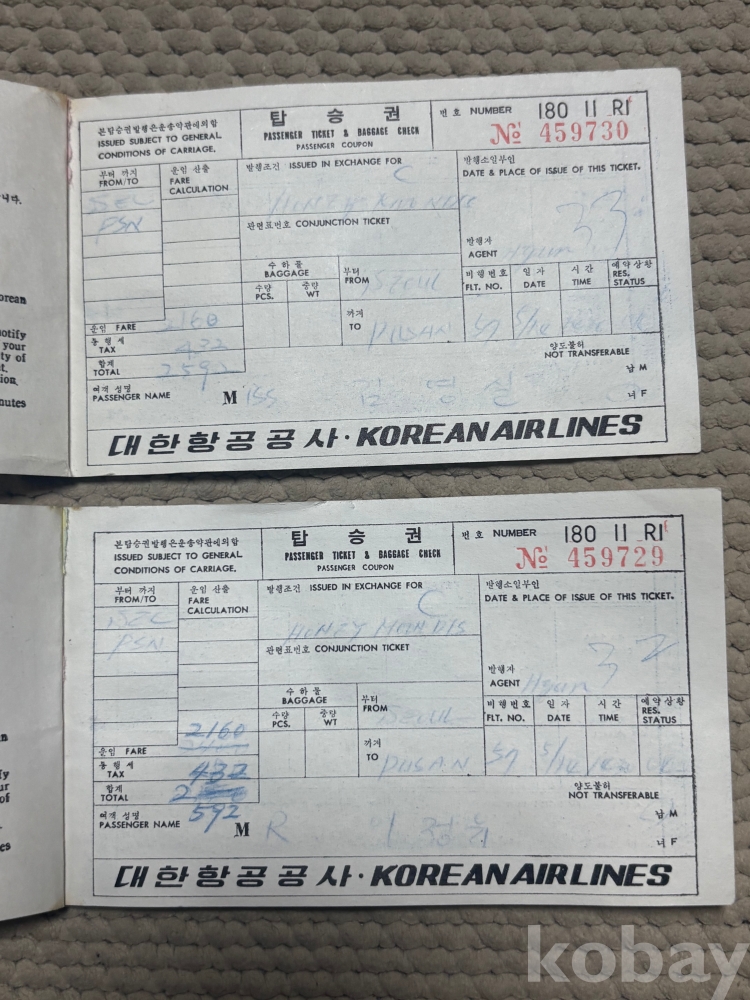 본탑승권발행은운송약관에의함
ISSUED SUBJECT TO GENERAL
CONDITIONS OF CARRIAGE.
탑 승 권
PASSENGER TICKET & BAGGAGE CHECK
PASSENGER COUPON
번 호 NUMBER 180 11 R1
№ 459730
부터 까지
FROM/TO
운임 산출
FARE
CALCULATION
발행조건 ISSUED IN EXCHANGE FOR
C
발행소일부인
DATE & PLACE OF ISSUE OF THIS TICKET.
SEL
PSN
관련표번호 CONJUNCTION TICKET
발행자
AGENT
수 하 물
BAGGAGE
수량
PCS.
중량
WT
부터
FROM SEOUL
비행번호
FLT. NO.
일 자
DATE
시 간
TIME
예약상황
RES.
STATUS
까지
TO PUSAN
운임 FARE 2160
통 행 세
TAX 432
합계
TOTAL 2592
양도불허
NOT TRANSFERABLE
여객 성명
PASSENGER NAME
MISS
남 M
녀 F
대한항공공사·KOREAN AIR LINES
본탑승권발행은운송약관에의함
ISSUED SUBJECT TO GENERAL
CONDITIONS OF CARRIAGE.
탑 승 권
PASSENGER TICKET & BAGGAGE CHECK
PASSENGER COUPON
번 호 NUMBER 180 11 R1
№ 459729
부터 까지
FROM/TO
운임 산출
FARE
CALCULATION
발행조건 ISSUED IN EXCHANGE FOR
C
HONEY MOON DIS
발행소일부인
DATE & PLACE OF ISSUE OF THIS TICKET.
SEL
PSN
관련표번호 CONJUNCTION TICKET
발행자
AGENT
수 하 물
BAGGAGE
수량
PCS.
중량
WT
부터
FROM SEOUL
비행번호
FLT. NO.
일 자
DATE
시 간
TIME
예약상황
RES.
STATUS
까지
TO PUSAN
2160
운임 FARE
통 행 세
TAX 432
합계
TOTAL 2
592
양도불허
NOT TRANSFERABLE
여객 성명
PASSENGER NAME
MR
남 M
녀 F
대한항공공사·KOREAN AIR LINES
kobay